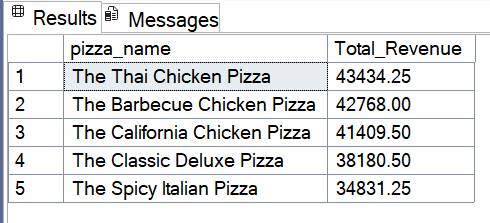 Results Messages
pizza_name Total_Revenue
1 The Thai Chicken Pizza 43434.25
2 The Barbecue Chicken Pizza 42768.00
3 The California Chicken Pizza 41409.50
4 The Classic Deluxe Pizza 38180.50
5 The Spicy Italian Pizza 34831.25